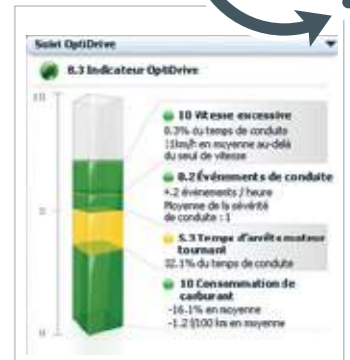 Suivi OptiDrive
8.3 Indicateur OptiDrive
10
10 Vitesse excessive
0.3% du temps de conduite
11km/h en moyenne au-delà
du seuil de vitesse
8.2 Événements de conduite
4.2 événements / heure
Moyenne de la sévérité
de conduite : 1
5
5.3 Temps d'arrêts moteur
tournant
32.1% du temps de conduite
10 Consommation de
carburant
-16.1% en moyenne
-1.2 l/100 km en moyenne
0